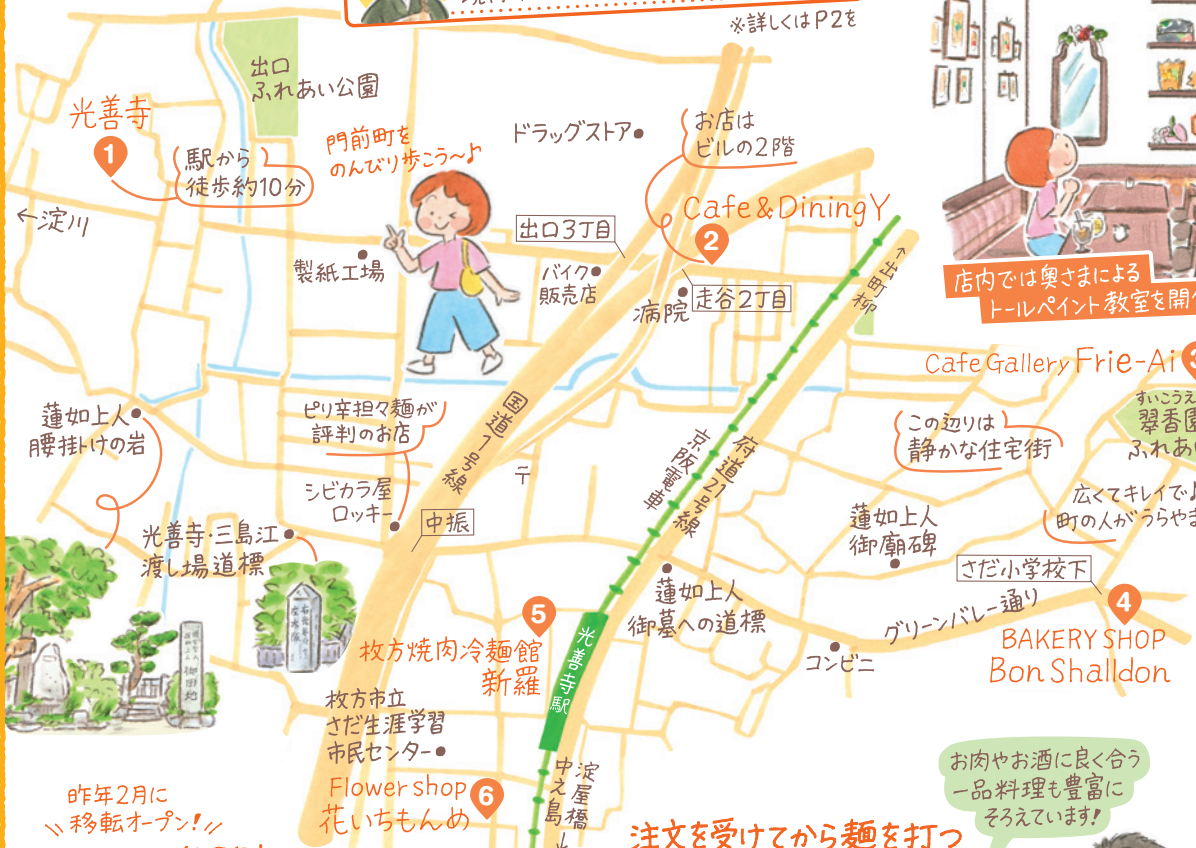 ※詳しくはP2を
出口
ふれあい公園
光善寺
1
駅から
徒歩約10分
門前町を
のんびり歩こう～♪
ドラッグストア
お店は
ビルの2階
←淀川
Cafe&DiningY
2
出口3丁目
製紙工場
バイク
販売店
病院
走谷2丁目
↑出町柳
店内では奥さまによる
トールペイント教室を開
Cafe Gallery Frie-Ai
3
すいこうえ
翠香園
ふれあ
蓮如上人
腰掛けの岩
ピリ辛担々麺が
評判のお店
国道1号線
〒
京阪電車
府道21号線
この辺りは
静かな住宅街
シビカラ屋
ロッキー
中振
広くてキレイで♪
町の人がうらやま
蓮如上人
御廟碑
光善寺・三島江
渡し場道標
さだ小学校下
蓮如上人
御墓への道標
グリーンバレー通り
4
BAKERY SHOP
Bon Shalldon
コンビニ
5
枚方焼肉冷麺館
新羅
光善寺駅
御田地
枚方市立
さだ生涯学習
市民センター
Flower shop
花いちもんめ
6
淀屋橋
中之島
↓
昨年2月に
移転オープン!
お肉やお酒に良く合う
一品料理も豊富に
そろえています!
注文を受けてから麺を打つ